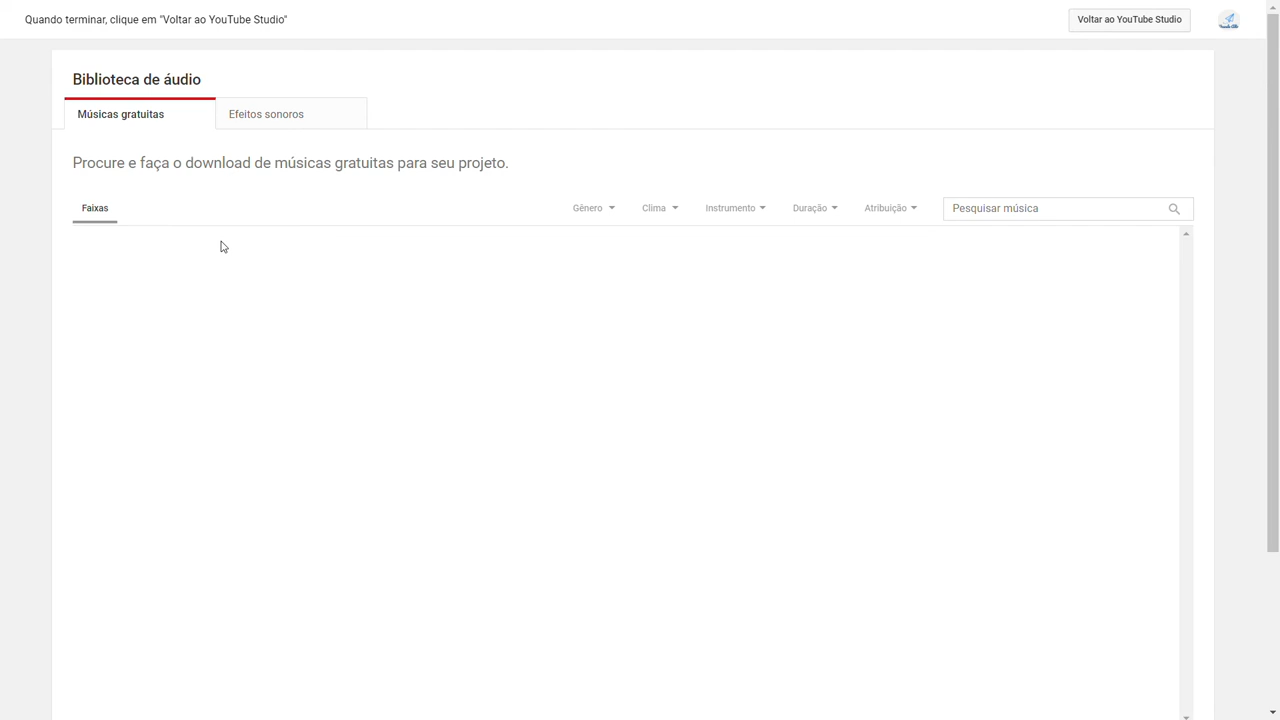 Quando terminar, clique em "Voltar ao YouTube Studio"
Voltar ao YouTube Studio
Biblioteca de áudio
Músicas gratuitas
Efeitos sonoros
Procure e faça o download de músicas gratuitas para seu projeto.
Faixas
Gênero
Clima
Instrumento
Duração
Atribuição
Pesquisar música